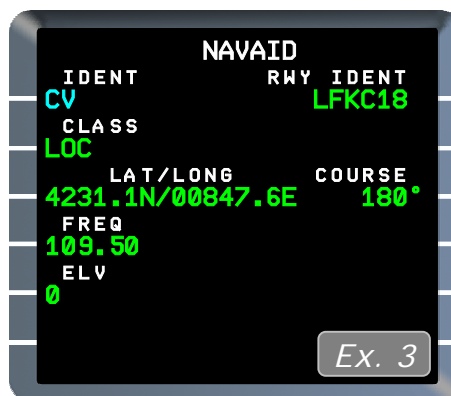 NAVAID
IDENT RWY IDENT
CV LFKC18
CLASS
LOC
LAT/LONG COURSE
4231.1N/00847.6E 180°
FREQ
109.50
ELV
0
Ex. 3